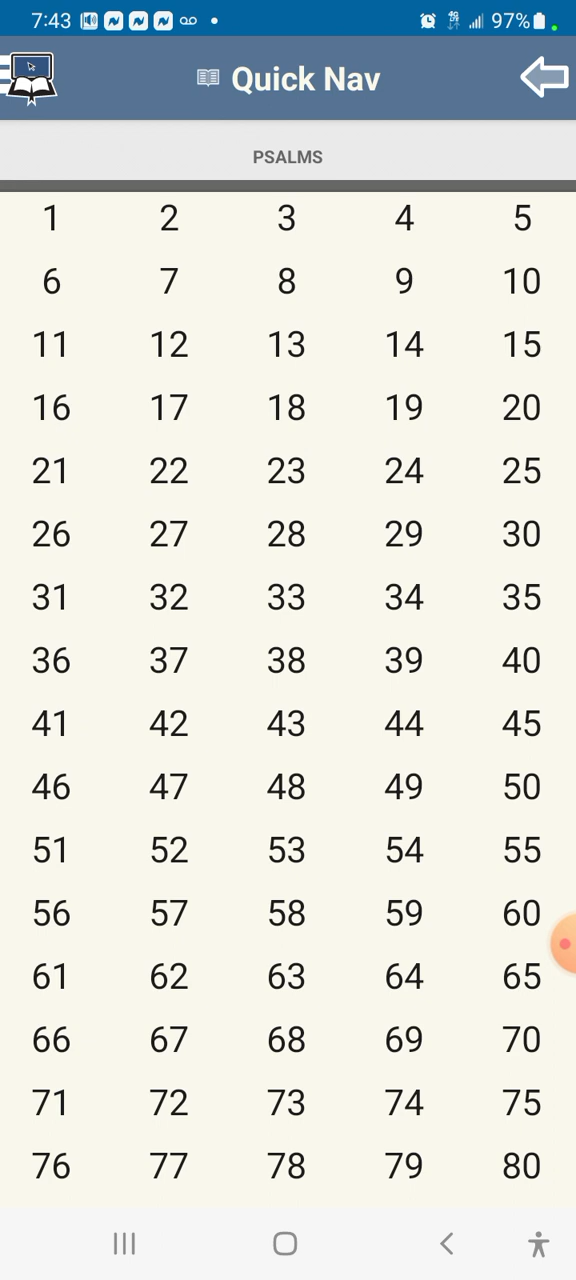 7:43 97%
Quick Nav
PSALMS
1 2 3 4 5
6 7 8 9 10
11 12 13 14 15
16 17 18 19 20
21 22 23 24 25
26 27 28 29 30
31 32 33 34 35
36 37 38 39 40
41 42 43 44 45
46 47 48 49 50
51 52 53 54 55
56 57 58 59 60
61 62 63 64 65
66 67 68 69 70
71 72 73 74 75
76 77 78 79 80